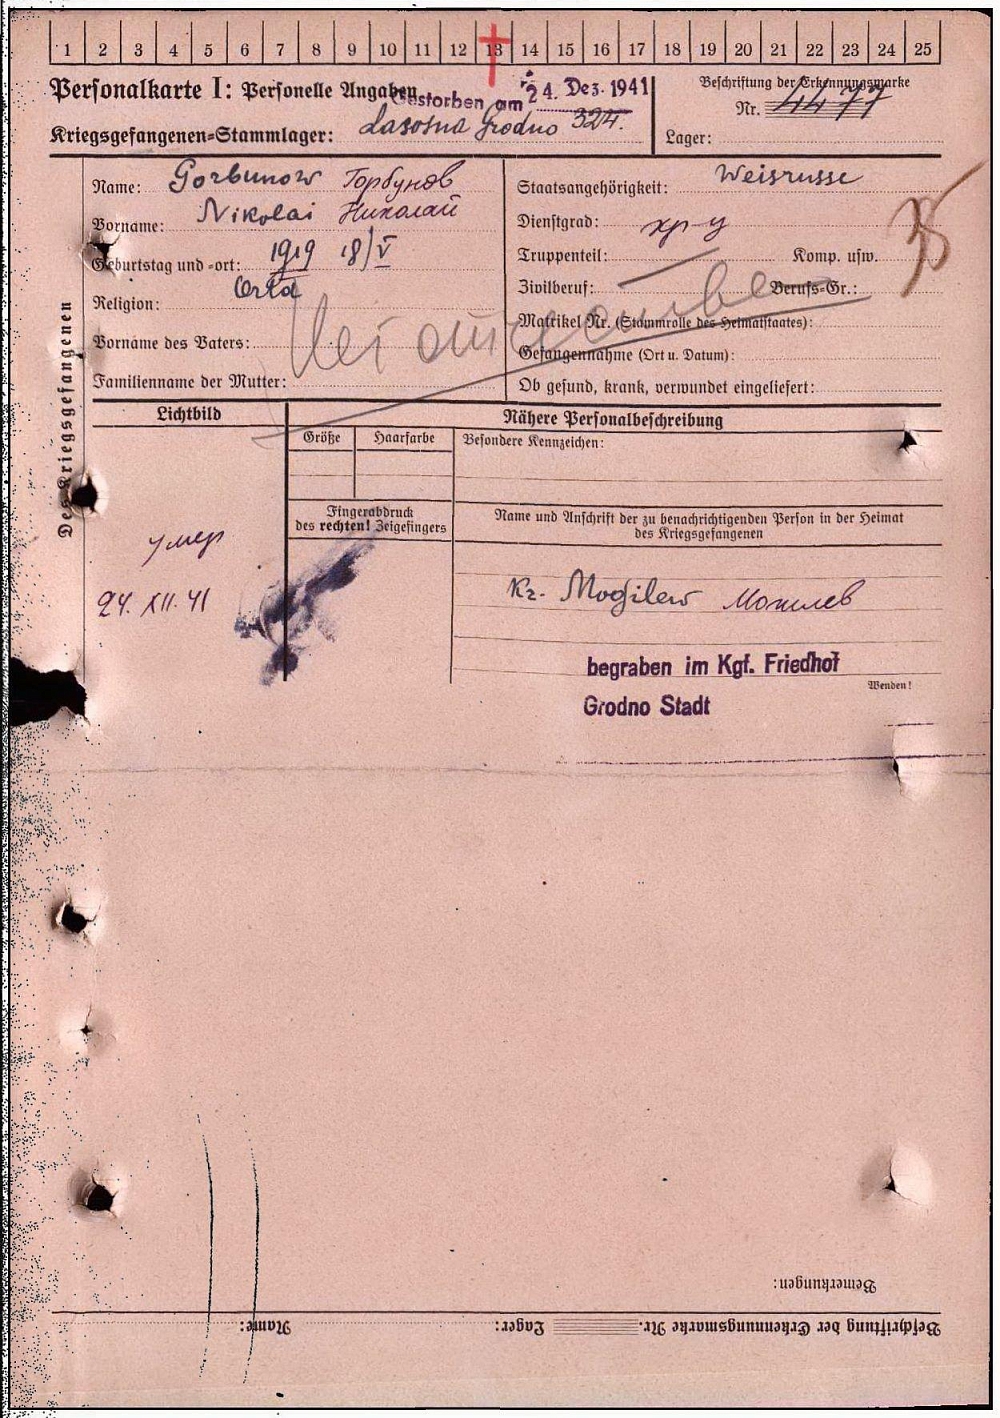 1 2 3 4 5 6 7 8 9 10 11 12 13 14 15 16 17 18 19 20 21 22 23 24 25
Personalkarte I: Personelle Angaben
Gestorben am 24. Dez. 1941
Beschriftung der Erkennungsmarke
Nr. 4477
Kriegsgefangenen-Stammlager: Lasosna Grodno 324.
Lager:
Des Kriegsgefangenen
Name: Gorbunow Горбунов
Vorname: Nikolai Николай
Geburtstag und -ort: 1919 18/V
Religion:
Vorname des Vaters:
Familienname der Mutter:
Staatsangehörigkeit: Weisrusse
Dienstgrad: кр-ц
Truppenteil: Komp. usw.
Zivilberuf: Berufs-Gr.:
Matrikel Nr. (Stammrolle des Heimatstaates):
Gefangennahme (Ort u. Datum):
Ob gesund, krank, verwundet eingeliefert:
Lichtbild
Nähere Personalbeschreibung
Größe Haarfarbe Besondere Kennzeichen:
Fingerabdruck
des rechten! Zeigefingers
Name und Anschrift der zu benachrichtigenden Person in der Heimat
des Kriegsgefangenen
умер
24. XII. 41
Kr. Mogilew Могилев
begraben im Kgf. Friedhof
Wenden!
Grodno Stadt
Bemerkungen:
Beschriftung der Erkennungsmarke Nr. Lager: Name: